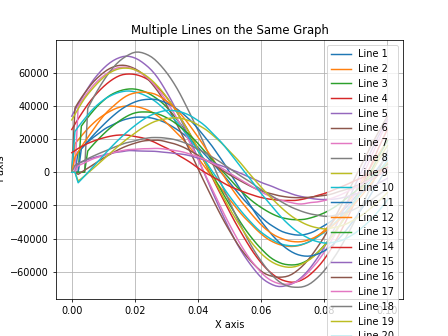 Multiple Lines on the Same Graph
60000
40000
20000
0
−20000
−40000
−60000
0.00
0.02
0.04
0.06
0.08
X axis
Line 1
Line 2
Line 3
Line 4
Line 5
Line 6
Line 7
Line 8
Line 9
Line 10
Line 11
Line 12
Line 13
Line 14
Line 15
Line 16
Line 17
Line 18
Line 19
Line 20